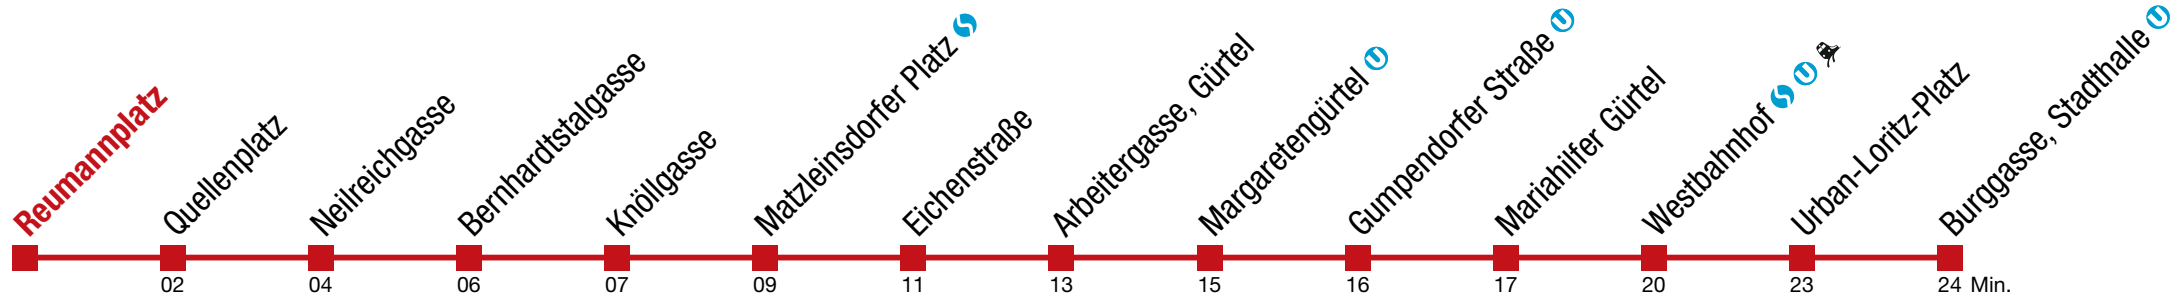 Reumannplatz
Quellenplatz
Neilreichgasse
Bernhardtstalgasse
Knöllgasse
Matzleinsdorfer Platz S
Eichenstraße
Arbeitergasse, Gürtel
Margaretengürtel U
Gumpendorfer Straße U
Mariahilfer Gürtel
Westbahnhof S U
Urban-Loritz-Platz
Burggasse, Stadthalle U
02 04 06 07 09 11 13 15 16 17 20 23 24 Min.